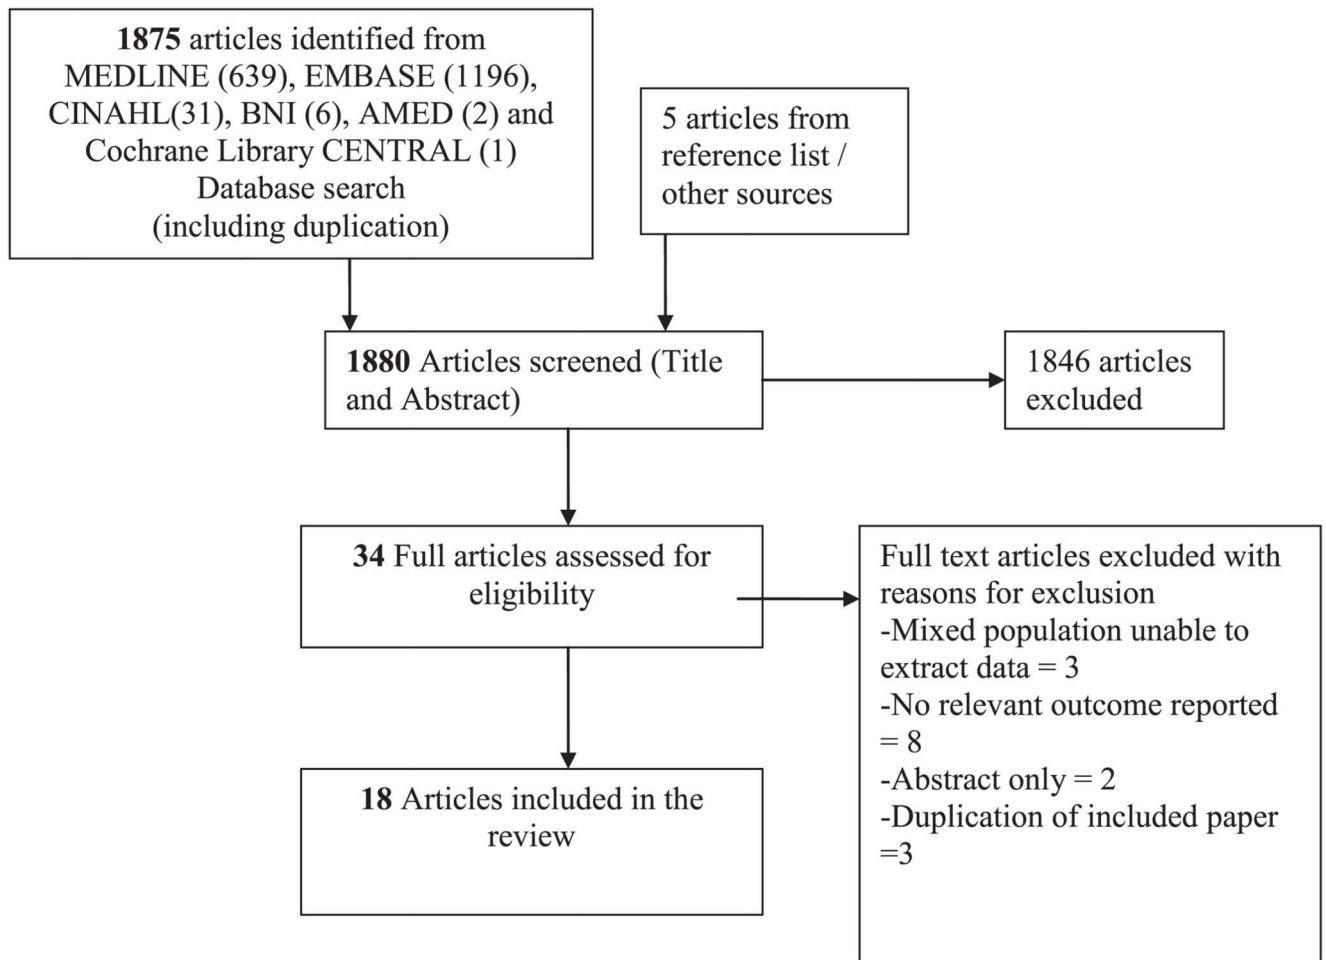 1875 articles identified from
MEDLINE (639), EMBASE (1196),
CINAHL(31), BNI (6), AMED (2) and
Cochrane Library CENTRAL (1)
Database search
(including duplication)
5 articles from
reference list /
other sources
1880 Articles screened (Title
and Abstract)
1846 articles
excluded
34 Full articles assessed for
eligibility
Full text articles excluded with
reasons for exclusion
-Mixed population unable to
extract data = 3
-No relevant outcome reported
= 8
-Abstract only = 2
-Duplication of included paper
=3
18 Articles included in the
review